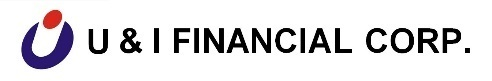 U & I FINANCIAL CORP.